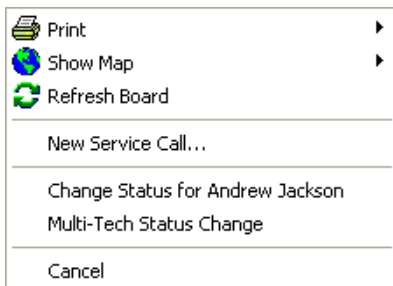 Print
Show Map
Refresh Board
New Service Call...
Change Status for Andrew Jackson
Multi-Tech Status Change
Cancel